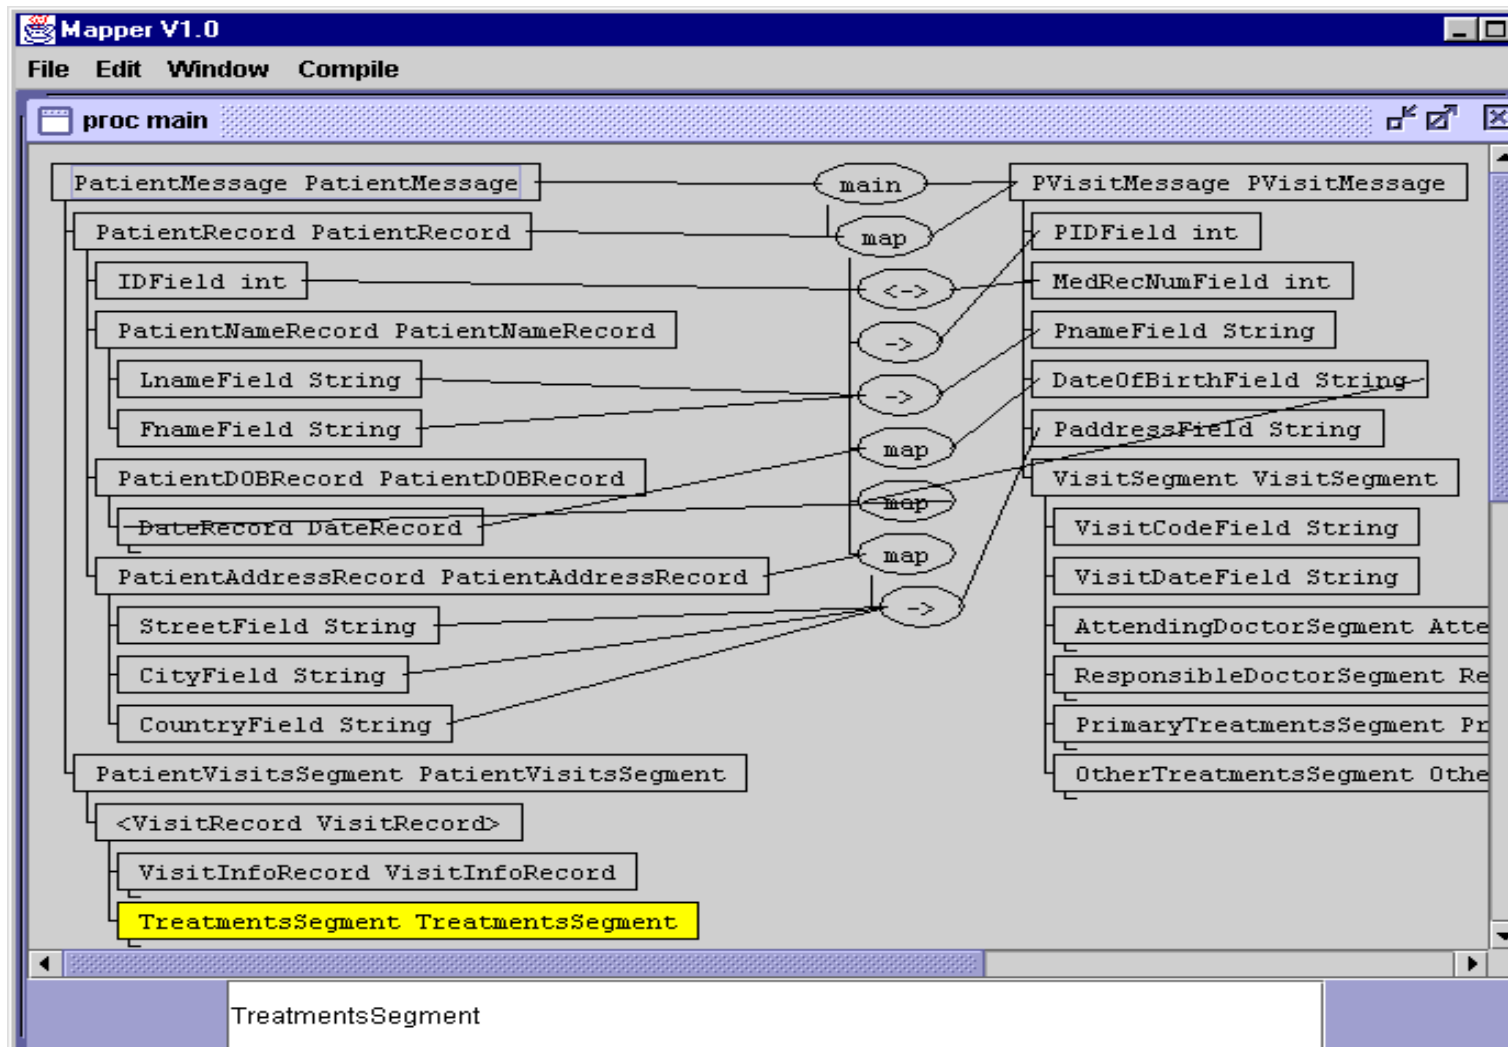 Mapper V1.0
File Edit Window Compile
proc main
PatientMessage PatientMessage
main
PVisitMessage PVisitMessage
PatientRecord PatientRecord
map
PIDField int
IDField int
<->
MedRecNumField int
PatientNameRecord PatientNameRecord
->
PnameField String
LnameField String
->
DateOfBirthField String
FnameField String
map
PaddressField String
PatientDOBRecord PatientDOBRecord
map
VisitSegment VisitSegment
DateRecord DateRecord
map
VisitCodeField String
PatientAddressRecord PatientAddressRecord
->
VisitDateField String
StreetField String
AttendingDoctorSegment Atte
CityField String
ResponsibleDoctorSegment Re
CountryField String
PrimaryTreatmentsSegment Pr
PatientVisitsSegment PatientVisitsSegment
OtherTreatmentsSegment Othe
<VisitRecord VisitRecord>
VisitInfoRecord VisitInfoRecord
TreatmentsSegment TreatmentsSegment
TreatmentsSegment